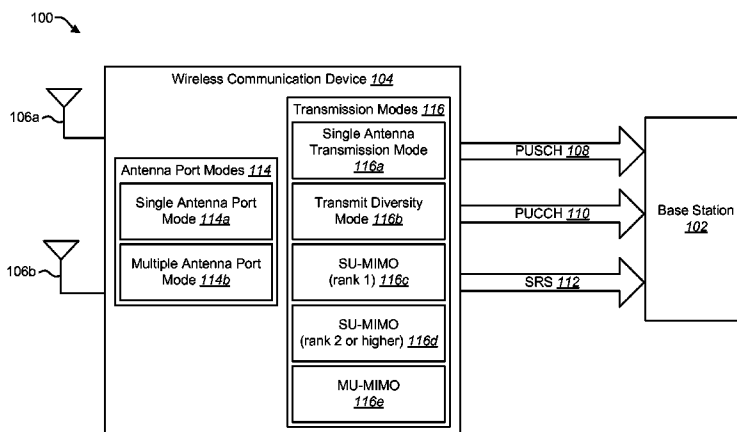 100
Wireless Communication Device 104
106a
106b
Antenna Port Modes 114
Single Antenna Port
Mode 114a
Multiple Antenna Port
Mode 114b
Transmission Modes 116
Single Antenna
Transmission Mode
116a
Transmit Diversity
Mode 116b
SU-MIMO
(rank 1) 116c
SU-MIMO
(rank 2 or higher) 116d
MU-MIMO
116e
PUSCH 108
PUCCH 110
SRS 112
Base Station
102